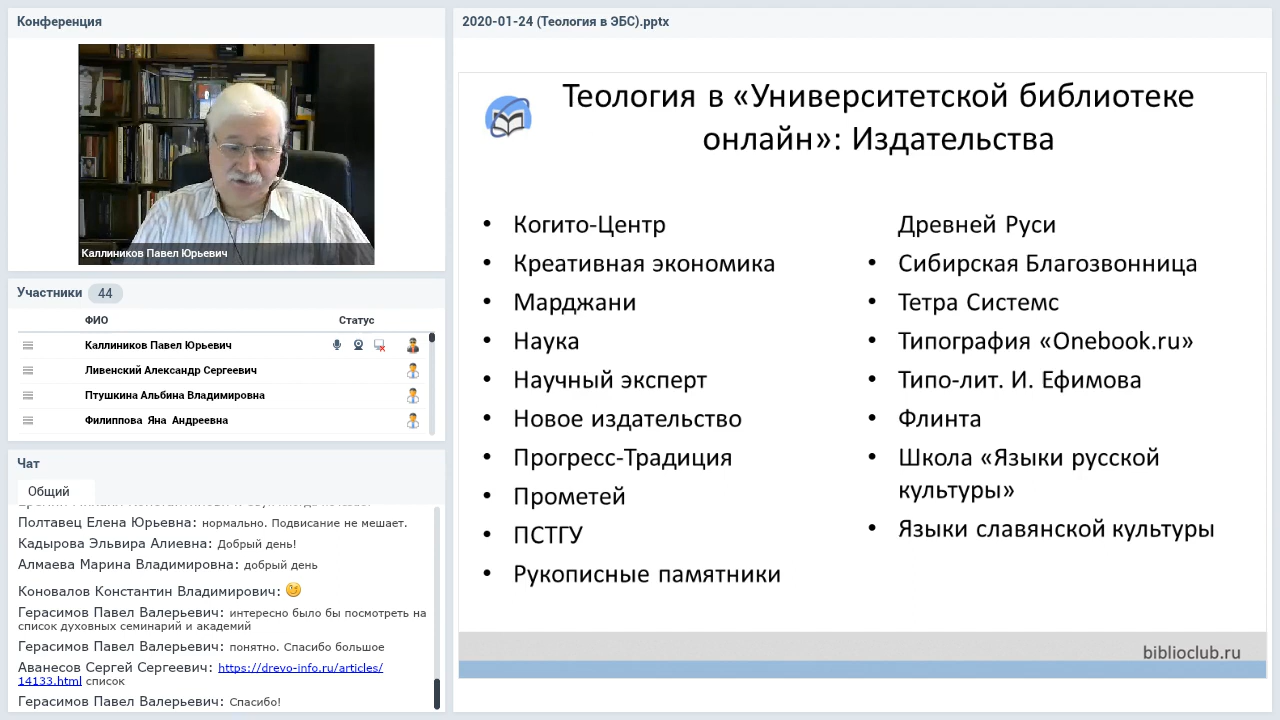 Конференция
Каллиников Павел Юрьевич
Участники 44
ФИО Статус
Каллиников Павел Юрьевич
Ливенский Александр Сергеевич
Птушкина Альбина Владимировна
Филиппова Яна Андреевна
Чат
Общий
Полтавец Елена Юрьевна: нормально. Подвисание не мешает.
Кадырова Эльвира Алиевна: Добрый день!
Алмаева Марина Владимировна: добрый день
Коновалов Константин Владимирович:
Герасимов Павел Валерьевич: интересно было бы посмотреть на
список духовных семинарий и академий
Герасимов Павел Валерьевич: понятно. Спасибо большое
Аванесов Сергей Сергеевич: https://drevo-info.ru/articles/
14133.html список
Герасимов Павел Валерьевич: Спасибо!
2020-01-24 (Теология в ЭБС).pptx
Теология в «Университетской библиотеке
онлайн»: Издательства
• Когито-Центр
• Креативная экономика
• Марджани
• Наука
• Научный эксперт
• Новое издательство
• Прогресс-Традиция
• Прометей
• ПСТГУ
• Рукописные памятники
Древней Руси
• Сибирская Благозвонница
• Тетра Системс
• Типография «Onebook.ru»
• Типо-лит. И. Ефимова
• Флинта
• Школа «Языки русской
культуры»
• Языки славянской культуры
biblioclub.ru